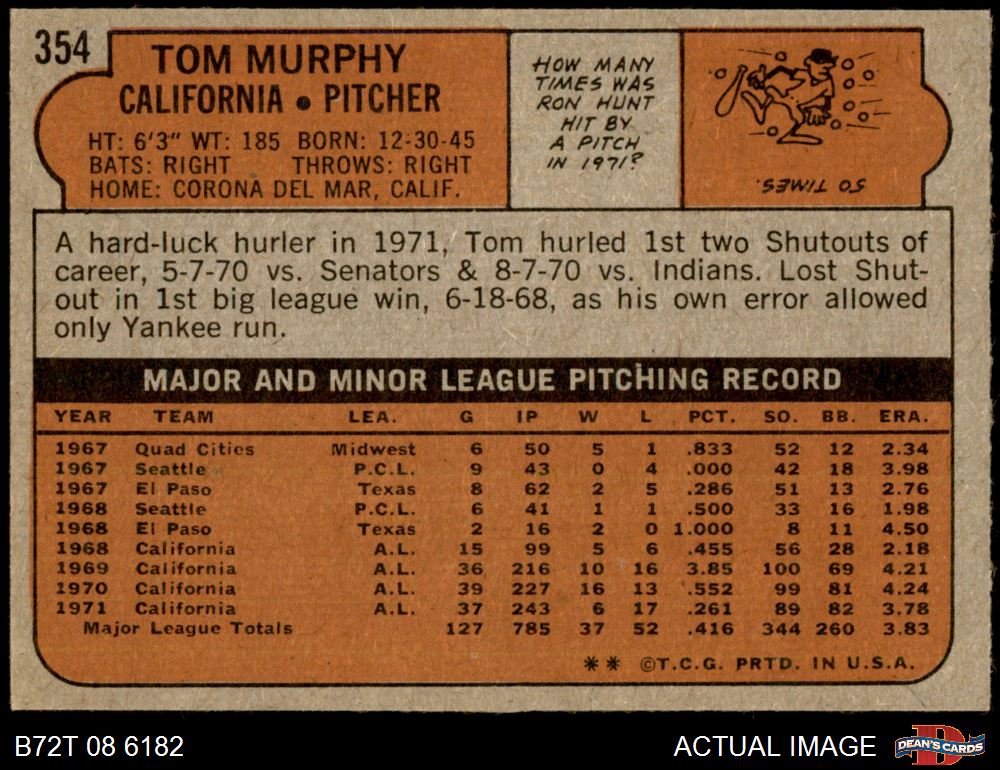 354
TOM MURPHY
CALIFORNIA • PITCHER
HT: 6'3" WT: 185 BORN: 12-30-45
BATS: RIGHT THROWS: RIGHT
HOME: CORONA DEL MAR, CALIF.
HOW MANY
TIMES WAS
RON HUNT
HIT BY
A PITCH
IN 1971?
50 TIMES.
A hard-luck hurler in 1971, Tom hurled 1st two Shutouts of
career, 5-7-70 vs. Senators & 8-7-70 vs. Indians. Lost Shut-
out in 1st big league win, 6-18-68, as his own error allowed
only Yankee run.
MAJOR AND MINOR LEAGUE PITCHING RECORD
YEAR TEAM LEA. G IP W L PCT. SO. BB. ERA.
1967 Quad Cities Midwest 6 50 5 1 .833 52 12 2.34
1967 Seattle P.C.L. 9 43 0 4 .000 42 18 3.98
1967 El Paso Texas 8 62 2 5 .286 51 13 2.76
1968 Seattle P.C.L. 6 41 1 1 .500 33 16 1.98
1968 El Paso Texas 2 16 2 0 1.000 8 11 4.50
1968 California A.L. 15 99 5 6 .455 56 28 2.18
1969 California A.L. 36 216 10 16 3.85 100 69 4.21
1970 California A.L. 39 227 16 13 .552 99 81 4.24
1971 California A.L. 37 243 6 17 .261 89 82 3.78
Major League Totals 127 785 37 52 .416 344 260 3.83
** ©T.C.G. PRTD. IN U.S.A.
B72T 08 6182
ACTUAL IMAGE
DEAN'S CARDS